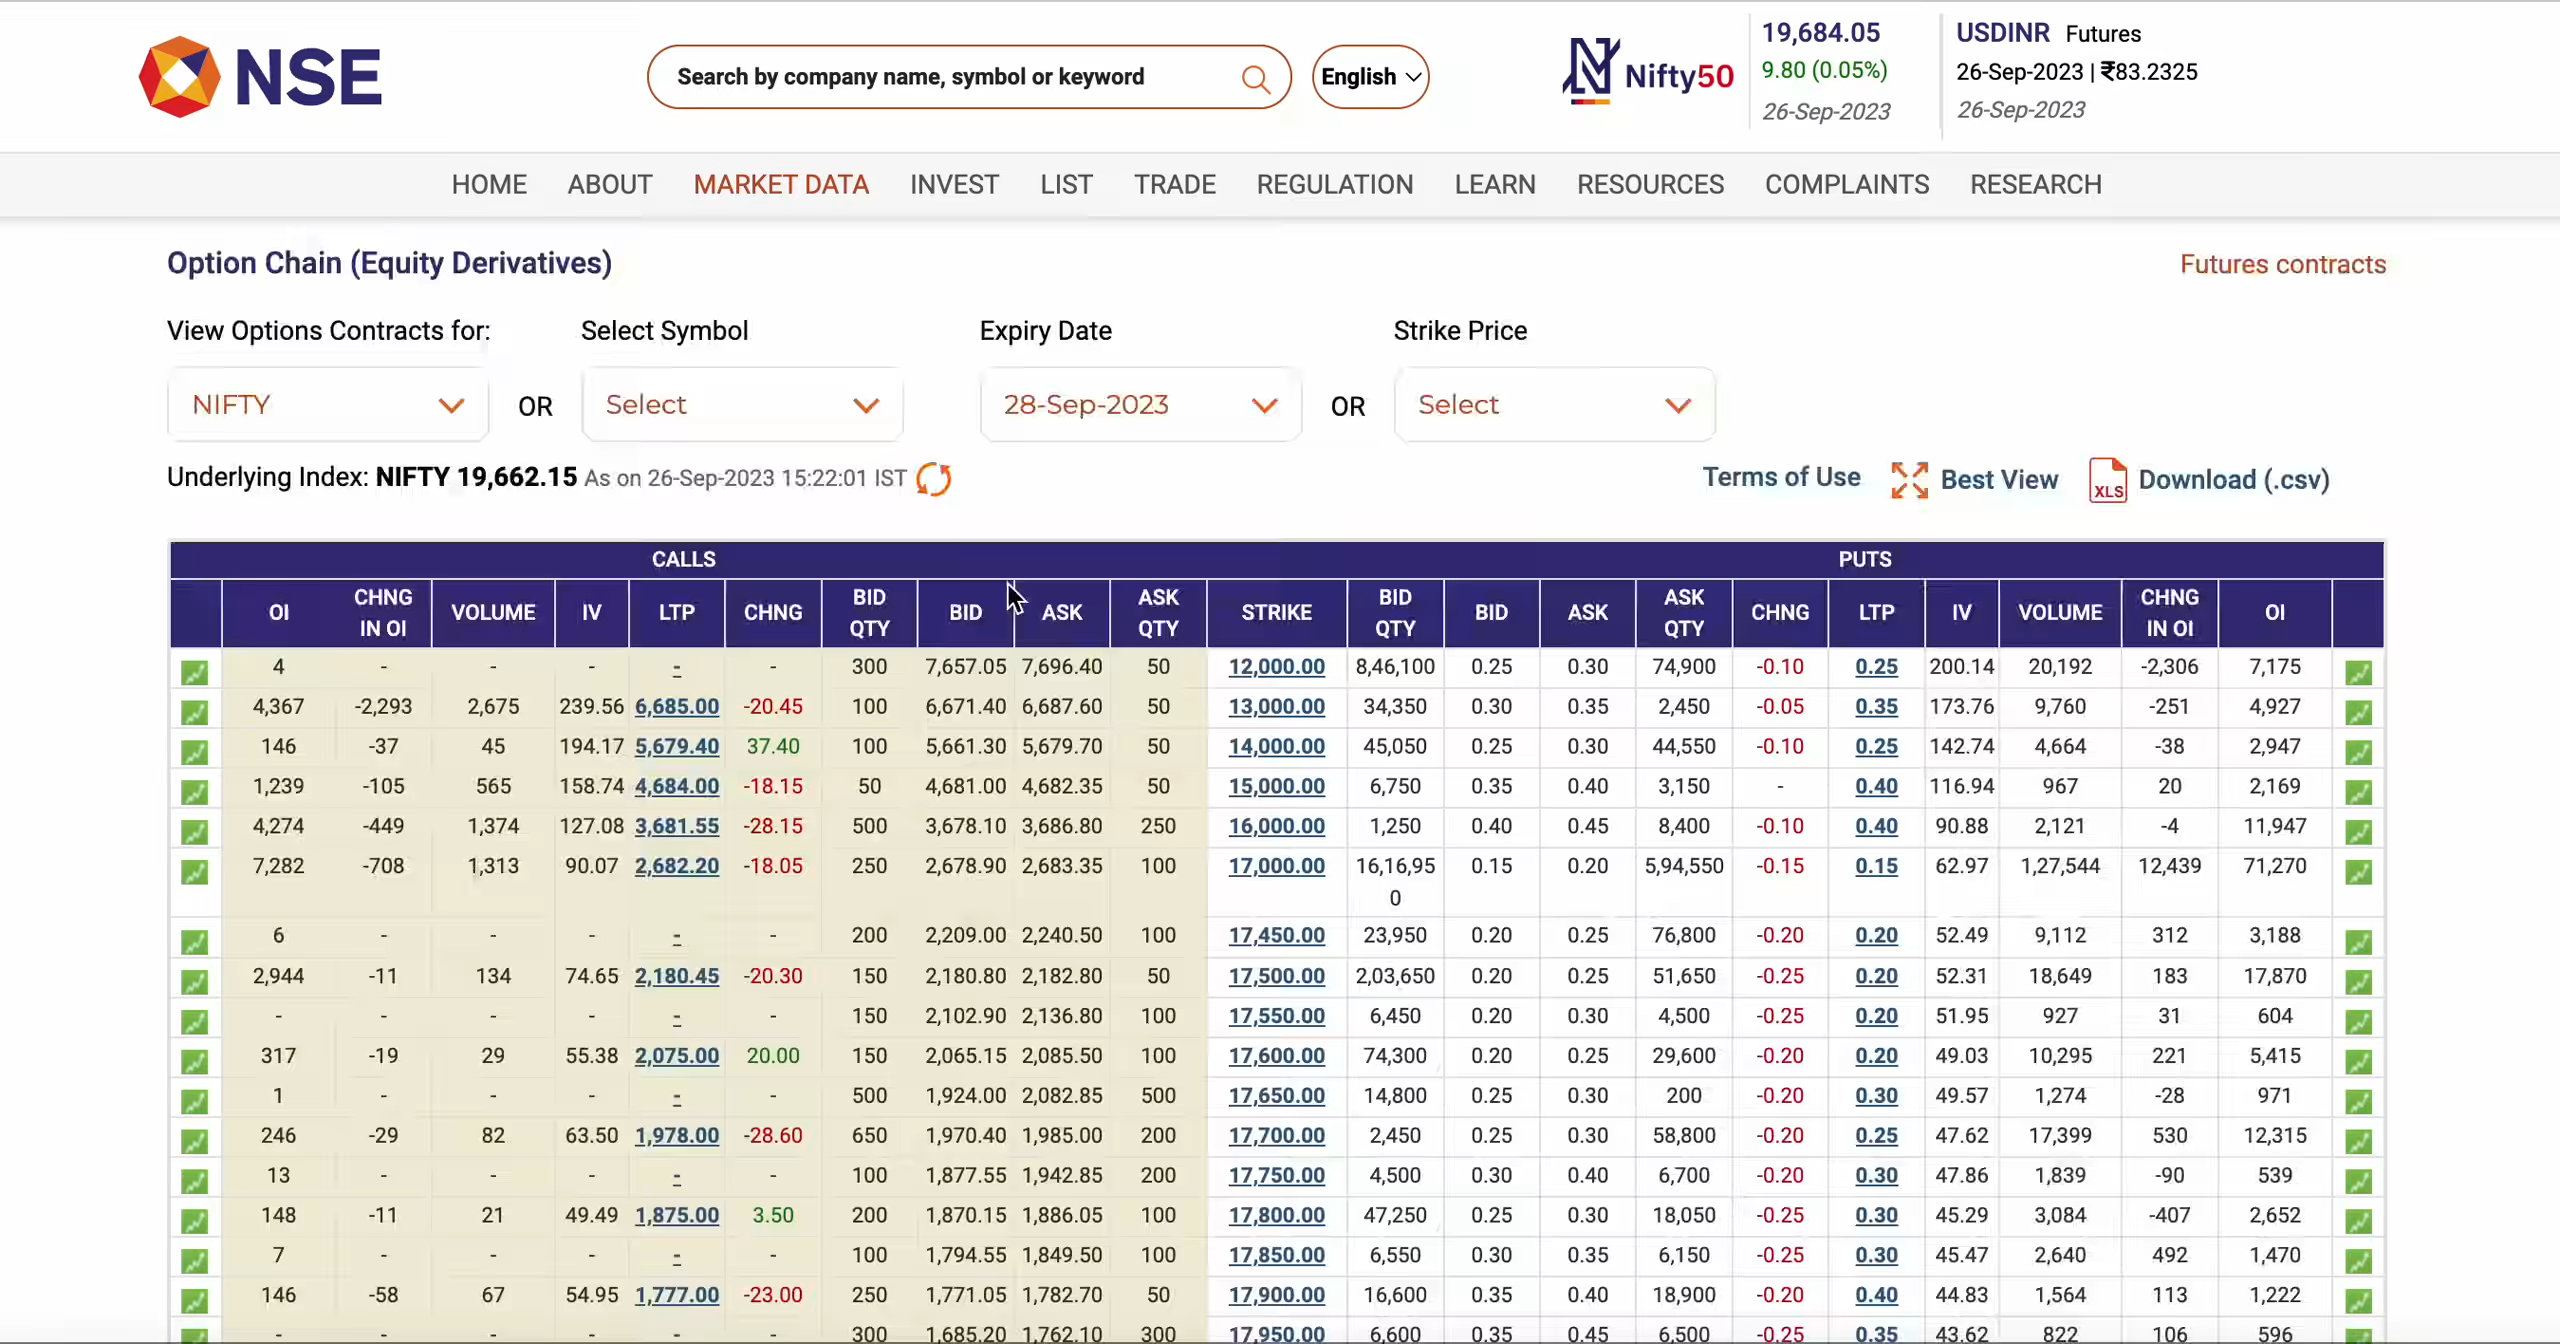 NSE
Search by company name, symbol or keyword
English
Nifty50
19,684.05
9.80 (0.05%)
26-Sep-2023
USDINR Futures
26-Sep-2023 | ₹83.2325
26-Sep-2023
HOME ABOUT MARKET DATA INVEST LIST TRADE REGULATION LEARN RESOURCES COMPLAINTS RESEARCH
Option Chain (Equity Derivatives)
Futures contracts
View Options Contracts for: Select Symbol Expiry Date Strike Price
NIFTY OR Select 28-Sep-2023 OR Select
Underlying Index: NIFTY 19,662.15 As on 26-Sep-2023 15:22:01 IST
Terms of Use Best View XLS Download (.csv)
CALLS PUTS
OI CHNG IN OI VOLUME IV LTP CHNG BID QTY BID ASK ASK QTY STRIKE BID QTY BID ASK ASK QTY CHNG LTP IV VOLUME CHNG IN OI OI
4 - - - - - 300 7,657.05 7,696.40 50 12,000.00 8,46,100 0.25 0.30 74,900 -0.10 0.25 200.14 20,192 -2,306 7,175
4,367 -2,293 2,675 239.56 6,685.00 -20.45 100 6,671.40 6,687.60 50 13,000.00 34,350 0.30 0.35 2,450 -0.05 0.35 173.76 9,760 -251 4,927
146 -37 45 194.17 5,679.40 37.40 100 5,661.30 5,679.70 50 14,000.00 45,050 0.25 0.30 44,550 -0.10 0.25 142.74 4,664 -38 2,947
1,239 -105 565 158.74 4,684.00 -18.15 50 4,681.00 4,682.35 50 15,000.00 6,750 0.35 0.40 3,150 - 0.40 116.94 967 20 2,169
4,274 -449 1,374 127.08 3,681.55 -28.15 500 3,678.10 3,686.80 250 16,000.00 1,250 0.40 0.45 8,400 -0.10 0.40 90.88 2,121 -4 11,947
7,282 -708 1,313 90.07 2,682.20 -18.05 250 2,678.90 2,683.35 100 17,000.00 16,16,950 0.15 0.20 5,94,550 -0.15 0.15 62.97 1,27,544 12,439 71,270
6 - - - - - 200 2,209.00 2,240.50 100 17,450.00 23,950 0.20 0.25 76,800 -0.20 0.20 52.49 9,112 312 3,188
2,944 -11 134 74.65 2,180.45 -20.30 150 2,180.80 2,182.80 50 17,500.00 2,03,650 0.20 0.25 51,650 -0.25 0.20 52.31 18,649 183 17,870
- - - - - - 150 2,102.90 2,136.80 100 17,550.00 6,450 0.20 0.30 4,500 -0.25 0.20 51.95 927 31 604
317 -19 29 55.38 2,075.00 20.00 150 2,065.15 2,085.50 100 17,600.00 74,300 0.20 0.25 29,600 -0.20 0.20 49.03 10,295 221 5,415
1 - - - - - 500 1,924.00 2,082.85 500 17,650.00 14,800 0.25 0.30 200 -0.20 0.30 49.57 1,274 -28 971
246 -29 82 63.50 1,978.00 -28.60 650 1,970.40 1,985.00 200 17,700.00 2,450 0.25 0.30 58,800 -0.20 0.25 47.62 17,399 530 12,315
13 - - - - - 100 1,877.55 1,942.85 200 17,750.00 4,500 0.30 0.40 6,700 -0.20 0.30 47.86 1,839 -90 539
148 -11 21 49.49 1,875.00 3.50 200 1,870.15 1,886.05 100 17,800.00 47,250 0.25 0.30 18,050 -0.25 0.30 45.29 3,084 -407 2,652
7 - - - - - 100 1,794.55 1,849.50 100 17,850.00 6,550 0.30 0.35 6,150 -0.25 0.30 45.47 2,640 492 1,470
146 -58 67 54.95 1,777.00 -23.00 250 1,771.05 1,782.70 50 17,900.00 16,600 0.35 0.40 18,900 -0.20 0.40 44.83 1,564 113 1,222
- - - - - - 300 1,685.20 1,762.10 300 17,950.00 6,600 0.35 0.45 6,500 -0.25 0.35 43.62 822 106 596